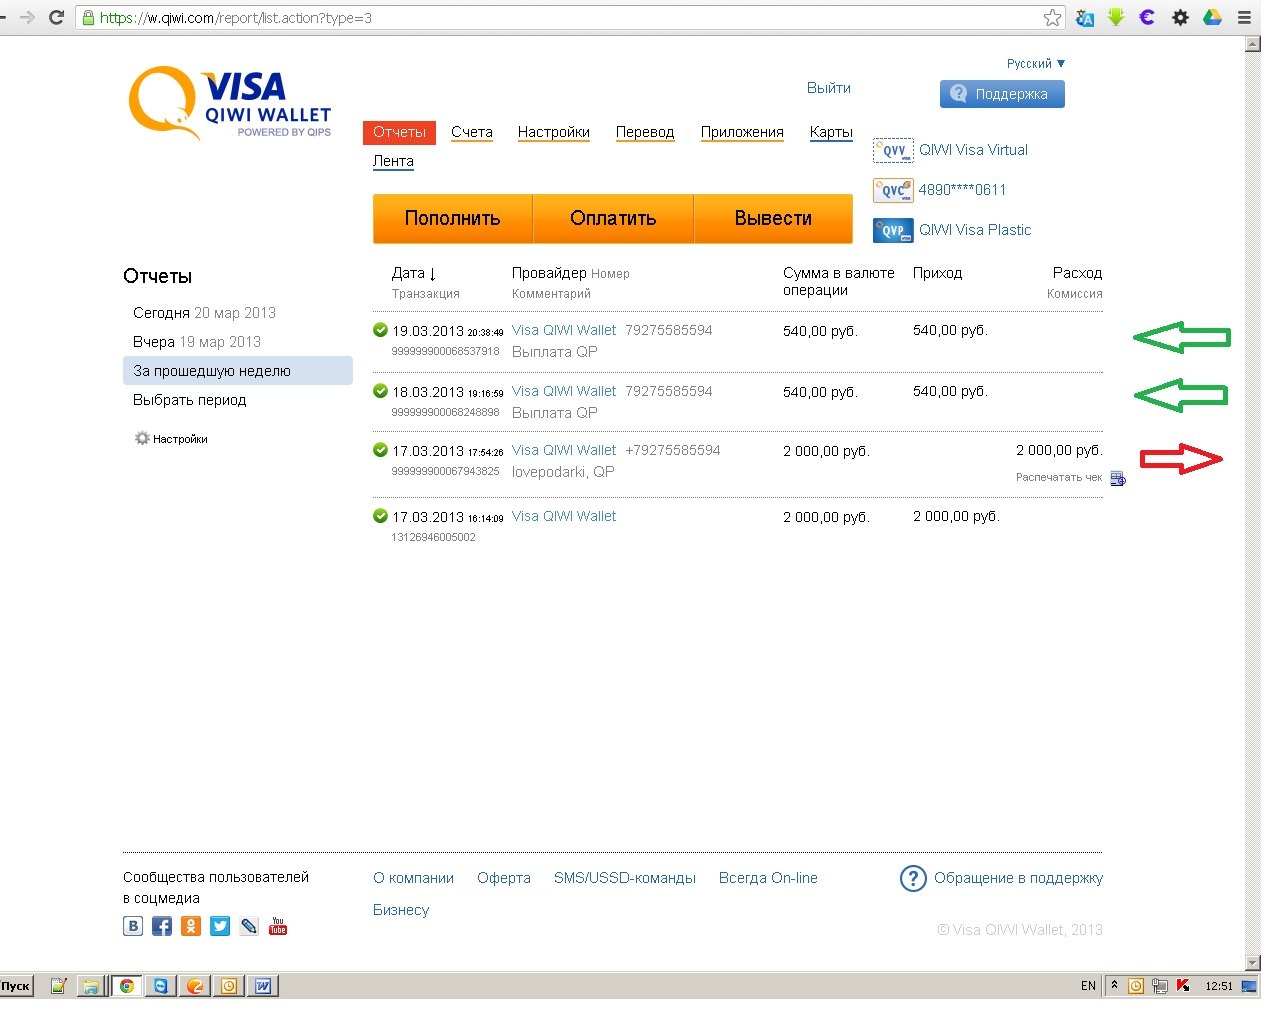 https://w.qiwi.com/report/list.action?type=3
Русский ▼
VISA
QIWI WALLET
POWERED BY QIPS
Выйти
Поддержка
Отчеты Счета Настройки Перевод Приложения Карты
Лента
QVV QIWI Visa Virtual
QVC 4890****0611
QVP QIWI Visa Plastic
Пополнить Оплатить Вывести
Отчеты
Сегодня 20 мар 2013
Вчера 19 мар 2013
За прошедшую неделю
Выбрать период
Настройки
Дата ↓ Провайдер Номер Сумма в валюте операции Приход Расход
Транзакция Комментарий Комиссия
19.03.2013 20:38:49 Visa QIWI Wallet 79275585594 540,00 руб. 540,00 руб.
999999900068537918 Выплата QP
18.03.2013 19:16:59 Visa QIWI Wallet 79275585594 540,00 руб. 540,00 руб.
999999900068248898 Выплата QP
17.03.2013 17:54:26 Visa QIWI Wallet +79275585594 2 000,00 руб. 2 000,00 руб.
999999900067943825 lovepodarki, QP Распечатать чек
17.03.2013 16:14:09 Visa QIWI Wallet 2 000,00 руб. 2 000,00 руб.
13126946005002
Сообщества пользователей
в соцмедиа
О компании Оферта SMS/USSD-команды Всегда On-line
Бизнесу
Обращение в поддержку
© Visa QIWI Wallet, 2013
You Tube
Пуск
EN 12:51